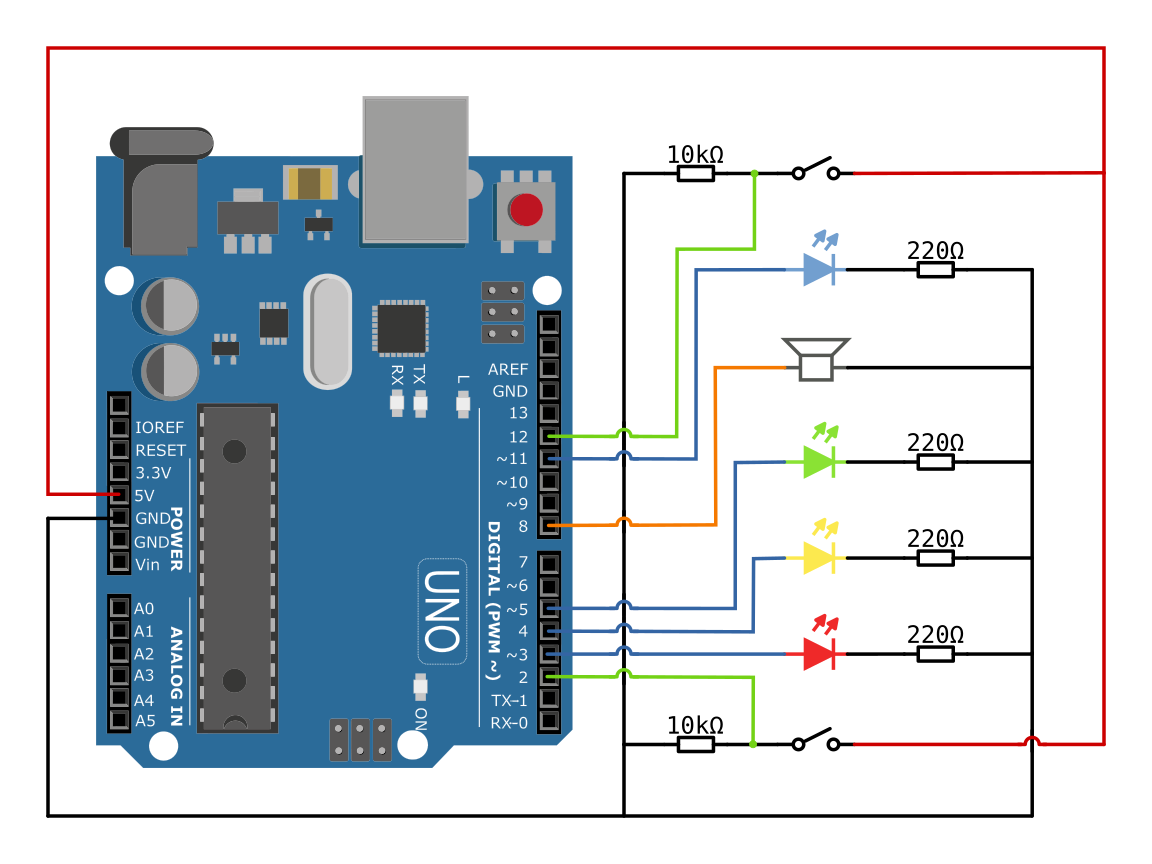 10kΩ
220Ω
220Ω
220Ω
220Ω
10kΩ
RX
TX
L
AREF
GND
13
12
~11
~10
~9
8
7
~6
~5
4
~3
2
TX→1
RX←0
DIGITAL (PWM ~)
IOREF
RESET
3.3V
5V
GND
GND
Vin
POWER
A0
A1
A2
A3
A4
A5
ANALOG IN
UNO
ON